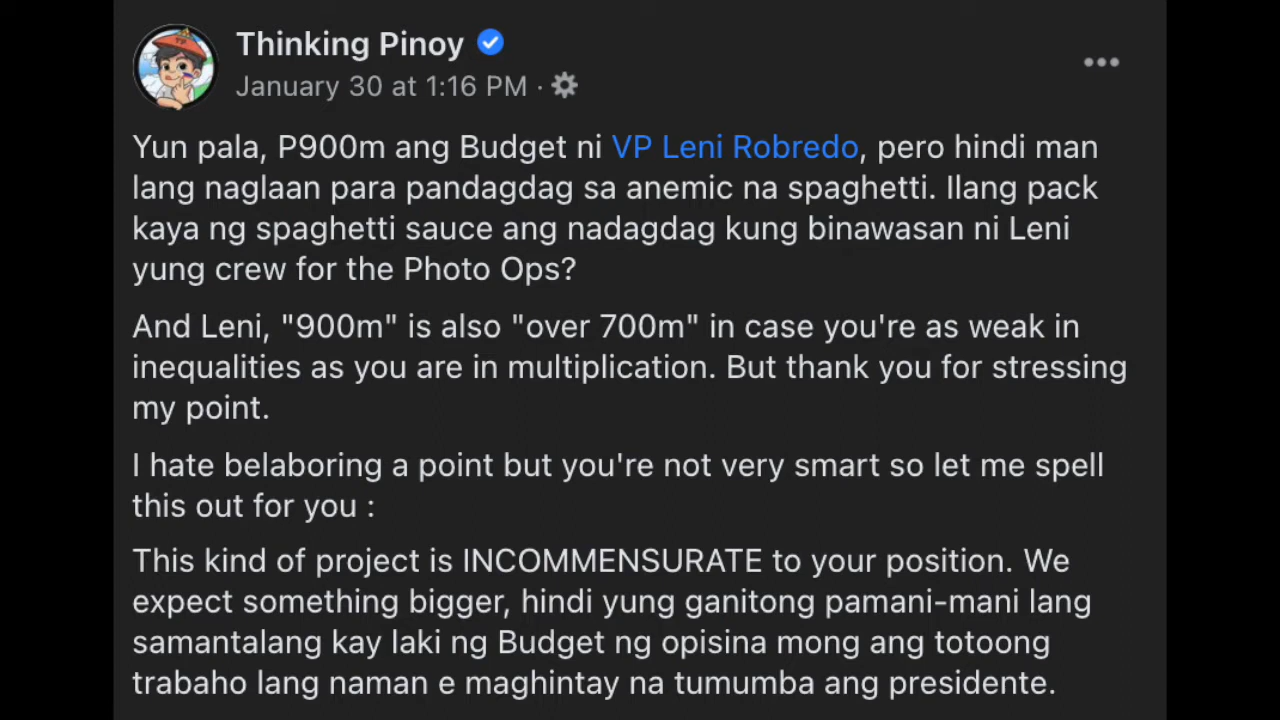 Thinking Pinoy
January 30 at 1:16 PM ·
Yun pala, P900m ang Budget ni VP Leni Robredo, pero hindi man
lang naglaan para pandagdag sa anemic na spaghetti. Ilang pack
kaya ng spaghetti sauce ang nadagdag kung binawasan ni Leni
yung crew for the Photo Ops?
And Leni, "900m" is also "over 700m" in case you're as weak in
inequalities as you are in multiplication. But thank you for stressing
my point.
I hate belaboring a point but you're not very smart so let me spell
this out for you :
This kind of project is INCOMMENSURATE to your position. We
expect something bigger, hindi yung ganitong pamani-mani lang
samantalang kay laki ng Budget ng opisina mong ang totoong
trabaho lang naman e maghintay na tumumba ang presidente.